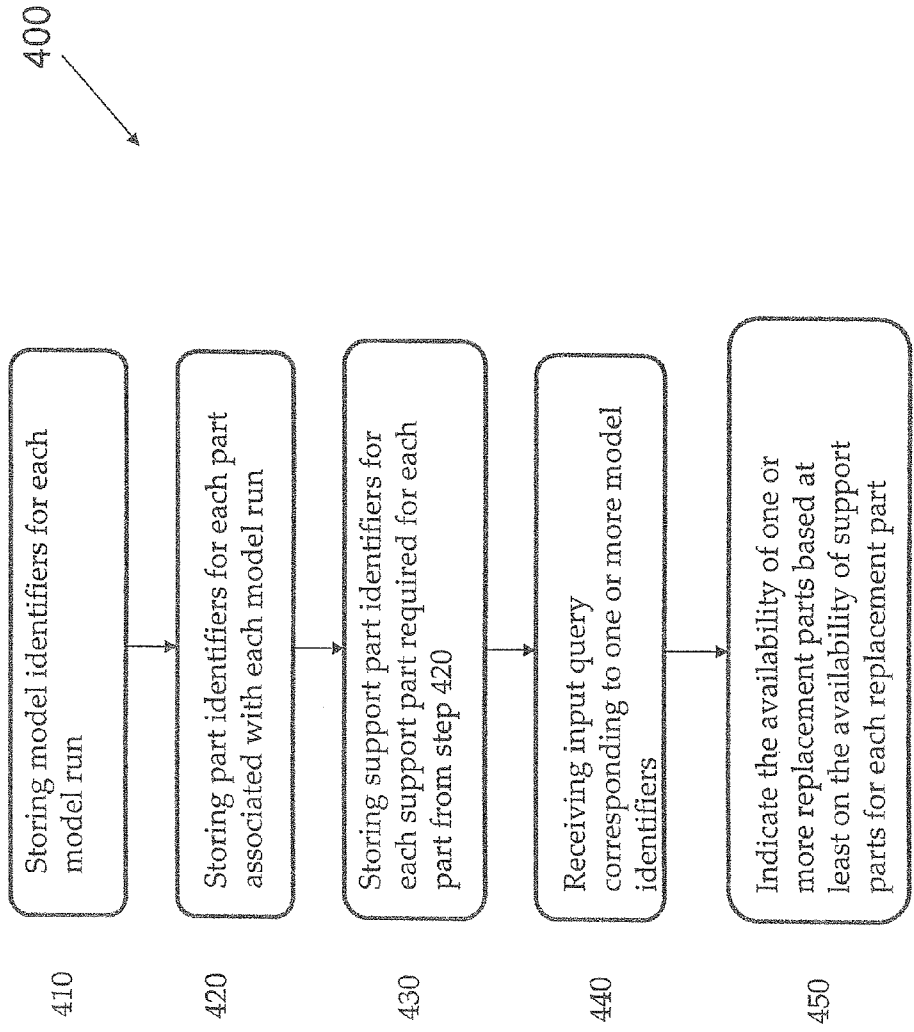 400
410
Storing model identifiers for each
model run
420
Storing part identifiers for each part
associated with each model run
430
Storing support part identifiers for
each support part required for each
part from step 420
440
Receiving input query
corresponding to one or more model
identifiers
450
Indicate the availability of one or
more replacement parts based at
least on the availability of support
parts for each replacement part